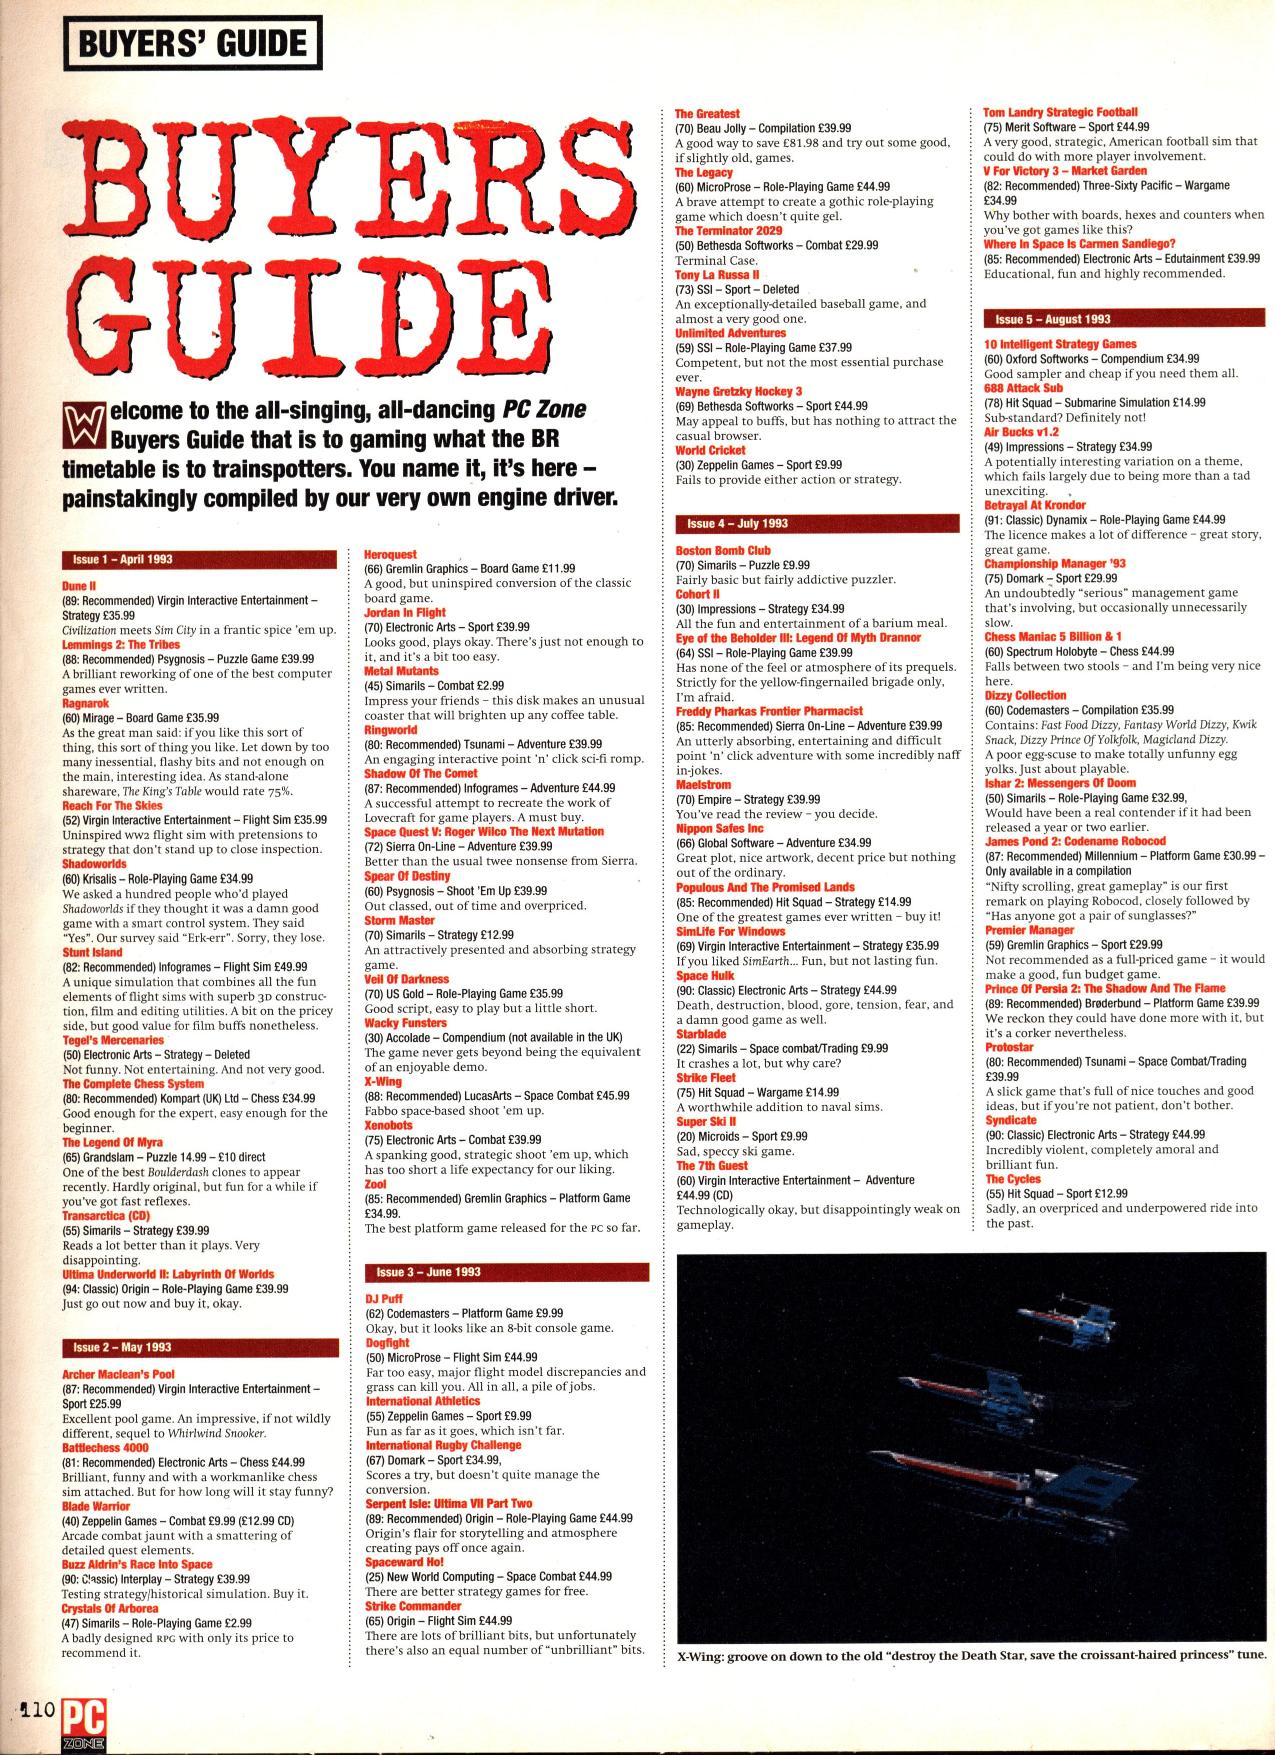 BUYERS' GUIDE
BUYERS
GUIDE
Welcome to the all-singing, all-dancing PC Zone
Buyers Guide that is to gaming what the BR
timetable is to trainspotters. You name it, it's here –
painstakingly compiled by our very own engine driver.
Issue 1 – April 1993
Dune II
(89: Recommended) Virgin Interactive Entertainment –
Strategy £35.99
Civilization meets Sim City in a frantic spice 'em up.
Lemmings 2: The Tribes
(88: Recommended) Psygnosis – Puzzle Game £39.99
A brilliant reworking of one of the best computer
games ever written.
Ragnarok
(60) Mirage – Board Game £35.99
As the great man said: if you like this sort of
thing, this sort of thing you like. Let down by too
many inessential, flashy bits and not enough on
the main, interesting idea. As stand-alone
shareware, The King's Table would rate 75%.
Reach For The Skies
(52) Virgin Interactive Entertainment – Flight Sim £35.99
Uninspired WW2 flight sim with pretensions to
strategy that don't stand up to close inspection.
Shadoworlds
(60) Krisalis – Role-Playing Game £34.99
We asked a hundred people who'd played
Shadoworlds if they thought it was a damn good
game with a smart control system. They said
"Yes". Our survey said "Erk-err". Sorry, they lose.
Stunt Island
(82: Recommended) Infogrames – Flight Sim £49.99
A unique simulation that combines all the fun
elements of flight sims with superb 3D construc-
tion, film and editing utilities. A bit on the pricey
side, but good value for film buffs nonetheless.
Tegel's Mercenaries
(50) Electronic Arts – Strategy – Deleted
Not funny. Not entertaining. And not very good.
The Complete Chess System
(80: Recommended) Kompart (UK) Ltd – Chess £34.99
Good enough for the expert, easy enough for the
beginner.
The Legend Of Myra
(65) Grandslam – Puzzle 14.99 – £10 direct
One of the best Boulderdash clones to appear
recently. Hardly original, but fun for a while if
you've got fast reflexes.
Transarctica (CD)
(55) Simarils – Strategy £39.99
Reads a lot better than it plays. Very
disappointing.
Ultima Underworld II: Labyrinth Of Worlds
(94: Classic) Origin – Role-Playing Game £39.99
Just go out now and buy it, okay.
Issue 2 – May 1993
Archer Maclean's Pool
(87: Recommended) Virgin Interactive Entertainment –
Sport £25.99
Excellent pool game. An impressive, if not wildly
different, sequel to Whirlwind Snooker.
Battlechess 4000
(81: Recommended) Electronic Arts – Chess £44.99
Brilliant, funny and with a workmanlike chess
sim attached. But for how long will it stay funny?
Blade Warrior
(40) Zeppelin Games – Combat £9.99 (£12.99 CD)
Arcade combat jaunt with a smattering of
detailed quest elements.
Buzz Aldrin's Race Into Space
(90: Classic) Interplay – Strategy £39.99
Testing strategy/historical simulation. Buy it.
Crystals Of Arborea
(47) Simarils – Role-Playing Game £2.99
A badly designed RPG with only its price to
recommend it.
Heroquest
(66) Gremlin Graphics – Board Game £11.99
A good, but uninspired conversion of the classic
board game.
Jordan In Flight
(70) Electronic Arts – Sport £39.99
Looks good, plays okay. There's just not enough to
it, and it's a bit too easy.
Metal Mutants
(45) Simarils – Combat £2.99
Impress your friends – this disk makes an unusual
coaster that will brighten up any coffee table.
Ringworld
(80: Recommended) Tsunami – Adventure £39.99
An engaging interactive point 'n' click sci-fi romp.
Shadow Of The Comet
(87: Recommended) Infogrames – Adventure £44.99
A successful attempt to recreate the work of
Lovecraft for game players. A must buy.
Space Quest V: Roger Wilco The Next Mutation
(72) Sierra On-Line – Adventure £39.99
Better than the usual twee nonsense from Sierra.
Spear Of Destiny
(60) Psygnosis – Shoot 'Em Up £39.99
Out classed, out of time and overpriced.
Storm Master
(70) Simarils – Strategy £12.99
An attractively presented and absorbing strategy
game.
Veil Of Darkness
(70) US Gold – Role-Playing Game £35.99
Good script, easy to play but a little short.
Wacky Funsters
(30) Accolade – Compendium (not available in the UK)
The game never gets beyond being the equivalent
of an enjoyable demo.
X-Wing
(88: Recommended) LucasArts – Space Combat £45.99
Fabbo space-based shoot 'em up.
Xenobots
(75) Electronic Arts – Combat £39.99
A spanking good, strategic shoot 'em up, which
has too short a life expectancy for our liking.
Zool
(85: Recommended) Gremlin Graphics – Platform Game
£34.99.
The best platform game released for the PC so far.
Issue 3 – June 1993
DJ Puff
(62) Codemasters – Platform Game £9.99
Okay, but it looks like an 8-bit console game.
Dogfight
(50) MicroProse – Flight Sim £44.99
Far too easy, major flight model discrepancies and
grass can kill you. All in all, a pile of jobs.
International Athletics
(55) Zeppelin Games – Sport £9.99
Fun as far as it goes, which isn't far.
International Rugby Challenge
(67) Domark – Sport £34.99,
Scores a try, but doesn't quite manage the
conversion.
Serpent Isle: Ultima VII Part Two
(89: Recommended) Origin – Role-Playing Game £44.99
Origin's flair for storytelling and atmosphere
creating pays off once again.
Spaceward Ho!
(25) New World Computing – Space Combat £44.99
There are better strategy games for free.
Strike Commander
(65) Origin – Flight Sim £44.99
There are lots of brilliant bits, but unfortunately
there's also an equal number of "unbrilliant" bits.
The Greatest
(70) Beau Jolly – Compilation £39.99
A good way to save £81.98 and try out some good,
if slightly old, games.
The Legacy
(60) MicroProse – Role-Playing Game £44.99
A brave attempt to create a gothic role-playing
game which doesn't quite gel.
The Terminator 2029
(50) Bethesda Softworks – Combat £29.99
Terminal Case.
Tony La Russa II
(73) SSI – Sport – Deleted
An exceptionally-detailed baseball game, and
almost a very good one.
Unlimited Adventures
(59) SSI – Role-Playing Game £37.99
Competent, but not the most essential purchase
ever.
Wayne Gretzky Hockey 3
(69) Bethesda Softworks – Sport £44.99
May appeal to buffs, but has nothing to attract the
casual browser.
World Cricket
(30) Zeppelin Games – Sport £9.99
Fails to provide either action or strategy.
Issue 4 – July 1993
Boston Bomb Club
(70) Simarils – Puzzle £9.99
Fairly basic but fairly addictive puzzler.
Cohort II
(30) Impressions – Strategy £34.99
All the fun and entertainment of a barium meal.
Eye of the Beholder III: Legend Of Myth Drannor
(64) SSI – Role-Playing Game £39.99
Has none of the feel or atmosphere of its prequels.
Strictly for the yellow-fingernailed brigade only,
I'm afraid.
Freddy Pharkas Frontier Pharmacist
(85: Recommended) Sierra On-Line – Adventure £39.99
An utterly absorbing, entertaining and difficult
point 'n' click adventure with some incredibly naff
in-jokes.
Maelstrom
(70) Empire – Strategy £39.99
You've read the review – you decide.
Nippon Safes Inc
(66) Global Software – Adventure £34.99
Great plot, nice artwork, decent price but nothing
out of the ordinary.
Populous And The Promised Lands
(85: Recommended) Hit Squad – Strategy £14.99
One of the greatest games ever written – buy it!
SimLife For Windows
(69) Virgin Interactive Entertainment – Strategy £35.99
If you liked SimEarth... Fun, but not lasting fun.
Space Hulk
(90: Classic) Electronic Arts – Strategy £44.99
Death, destruction, blood, gore, tension, fear, and
a damn good game as well.
Starblade
(22) Simarils – Space combat/Trading £9.99
It crashes a lot, but why care?
Strike Fleet
(75) Hit Squad – Wargame £14.99
A worthwhile addition to naval sims.
Super Ski II
(20) Microids – Sport £9.99
Sad, speccy ski game.
The 7th Guest
(60) Virgin Interactive Entertainment – Adventure
£44.99 (CD)
Technologically okay, but disappointingly weak on
gameplay.
Tom Landry Strategic Football
(75) Merit Software – Sport £44.99
A very good, strategic, American football sim that
could do with more player involvement.
V For Victory 3 – Market Garden
(82: Recommended) Three-Sixty Pacific – Wargame
£34.99
Why bother with boards, hexes and counters when
you've got games like this?
Where In Space Is Carmen Sandiego?
(85: Recommended) Electronic Arts – Edutainment £39.99
Educational, fun and highly recommended.
Issue 5 – August 1993
10 Intelligent Strategy Games
(60) Oxford Softworks – Compendium £34.99
Good sampler and cheap if you need them all.
688 Attack Sub
(78) Hit Squad – Submarine Simulation £14.99
Sub-standard? Definitely not!
Air Bucks v1.2
(49) Impressions – Strategy £34.99
A potentially interesting variation on a theme,
which fails largely due to being more than a tad
unexciting.
Betrayal At Krondor
(91: Classic) Dynamix – Role-Playing Game £44.99
The licence makes a lot of difference – great story,
great game.
Championship Manager '93
(75) Domark – Sport £29.99
An undoubtedly "serious" management game
that's involving, but occasionally unnecessarily
slow.
Chess Maniac 5 Billion & 1
(60) Spectrum Holobyte – Chess £44.99
Falls between two stools – and I'm being very nice
here.
Dizzy Collection
(60) Codemasters – Compilation £35.99
Contains: Fast Food Dizzy, Fantasy World Dizzy, Kwik
Snack, Dizzy Prince Of Yolkfolk, Magicland Dizzy.
A poor egg-scuse to make totally unfunny egg
yolks. Just about playable.
Ishar 2: Messengers Of Doom
(50) Simarils – Role-Playing Game £32.99,
Would have been a real contender if it had been
released a year or two earlier.
James Pond 2: Codename Robocod
(87: Recommended) Millennium – Platform Game £30.99 –
Only available in a compilation
"Nifty scrolling, great gameplay" is our first
remark on playing Robocod, closely followed by
"Has anyone got a pair of sunglasses?"
Premier Manager
(59) Gremlin Graphics – Sport £29.99
Not recommended as a full-priced game – it would
make a good, fun budget game.
Prince Of Persia 2: The Shadow And The Flame
(89: Recommended) Brøderbund – Platform Game £39.99
We reckon they could have done more with it, but
it's a corker nevertheless.
Protostar
(80: Recommended) Tsunami – Space Combat/Trading
£39.99
A slick game that's full of nice touches and good
ideas, but if you're not patient, don't bother.
Syndicate
(90: Classic) Electronic Arts – Strategy £44.99
Incredibly violent, completely amoral and
brilliant fun.
The Cycles
(55) Hit Squad – Sport £12.99
Sadly, an overpriced and underpowered ride into
the past.
X-Wing: groove on down to the old "destroy the Death Star, save the croissant-haired princess" tune.
110
PC
ZONE